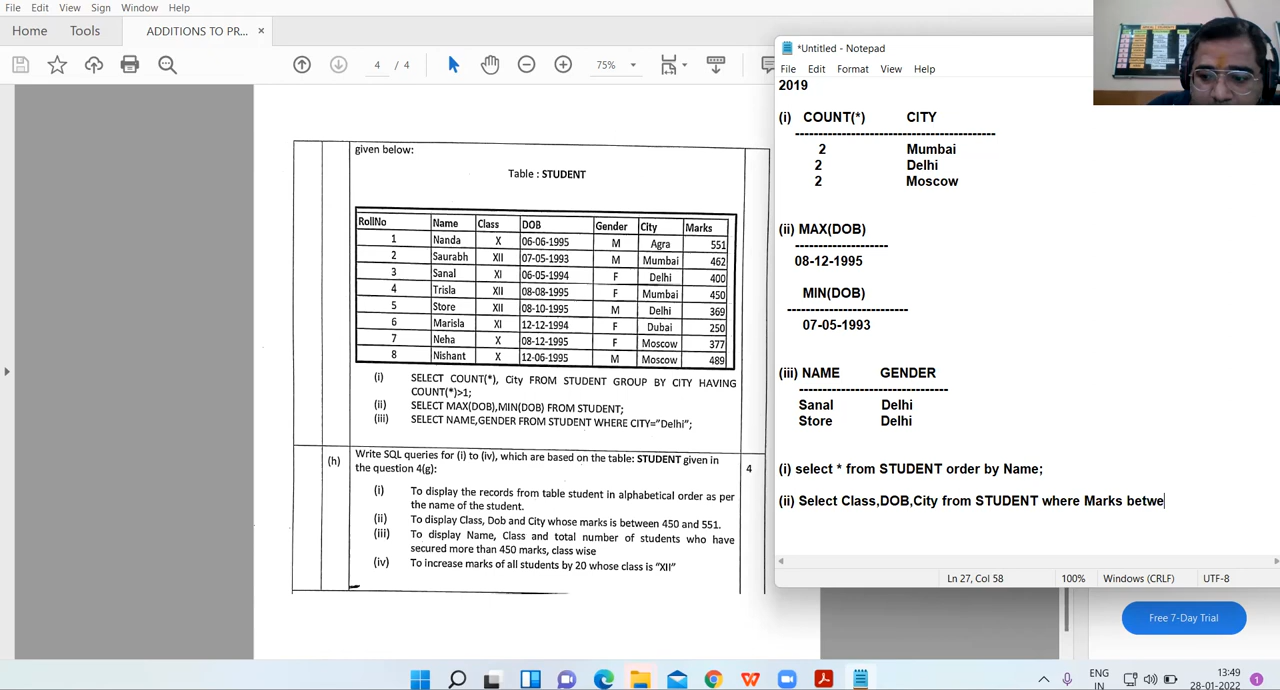 File Edit View Sign Window Help
Home Tools ADDITIONS TO PR... ×
4 / 4 75%
given below:
Table : STUDENT
RollNo Name Class DOB Gender City Marks
1 Nanda X 06-06-1995 M Agra 551
2 Saurabh XII 07-05-1993 M Mumbai 462
3 Sanal XI 06-05-1994 F Delhi 400
4 Trisla XII 08-08-1995 F Mumbai 450
5 Store XII 08-10-1995 M Delhi 369
6 Marisla XI 12-12-1994 F Dubai 250
7 Neha X 08-12-1995 F Moscow 377
8 Nishant X 12-06-1995 M Moscow 489
(i) SELECT COUNT(*), City FROM STUDENT GROUP BY CITY HAVING
COUNT(*)>1;
(ii) SELECT MAX(DOB),MIN(DOB) FROM STUDENT;
(iii) SELECT NAME,GENDER FROM STUDENT WHERE CITY="Delhi";
(h) Write SQL queries for (i) to (iv), which are based on the table: STUDENT given in 4
the question 4(g):
(i) To display the records from table student in alphabetical order as per
the name of the student.
(ii) To display Class, Dob and City whose marks is between 450 and 551.
(iii) To display Name, Class and total number of students who have
secured more than 450 marks, class wise
(iv) To increase marks of all students by 20 whose class is "XII"
*Untitled - Notepad
File Edit Format View Help
2019
(i) COUNT(*) CITY
---------------------------------------------
2 Mumbai
2 Delhi
2 Moscow
(ii) MAX(DOB)
---------------------
08-12-1995
MIN(DOB)
---------------------------
07-05-1993
(iii) NAME GENDER
---------------------------------
Sanal Delhi
Store Delhi
(i) select * from STUDENT order by Name;
(ii) Select Class,DOB,City from STUDENT where Marks betwe
Ln 27, Col 58 100% Windows (CRLF) UTF-8
Free 7-Day Trial
ENG
IN
13:49
28-01-2022
1